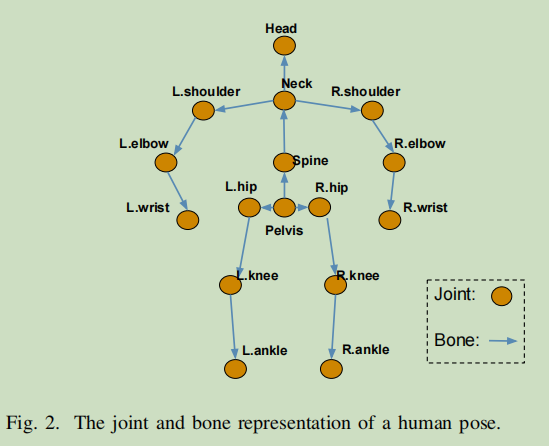 Head
Neck
L.shoulder
R.shoulder
L.elbow
R.elbow
Spine
L.hip
R.hip
L.wrist
R.wrist
Pelvis
L.knee
R.knee
Joint:
Bone:
L.ankle
R.ankle
Fig. 2. The joint and bone representation of a human pose.